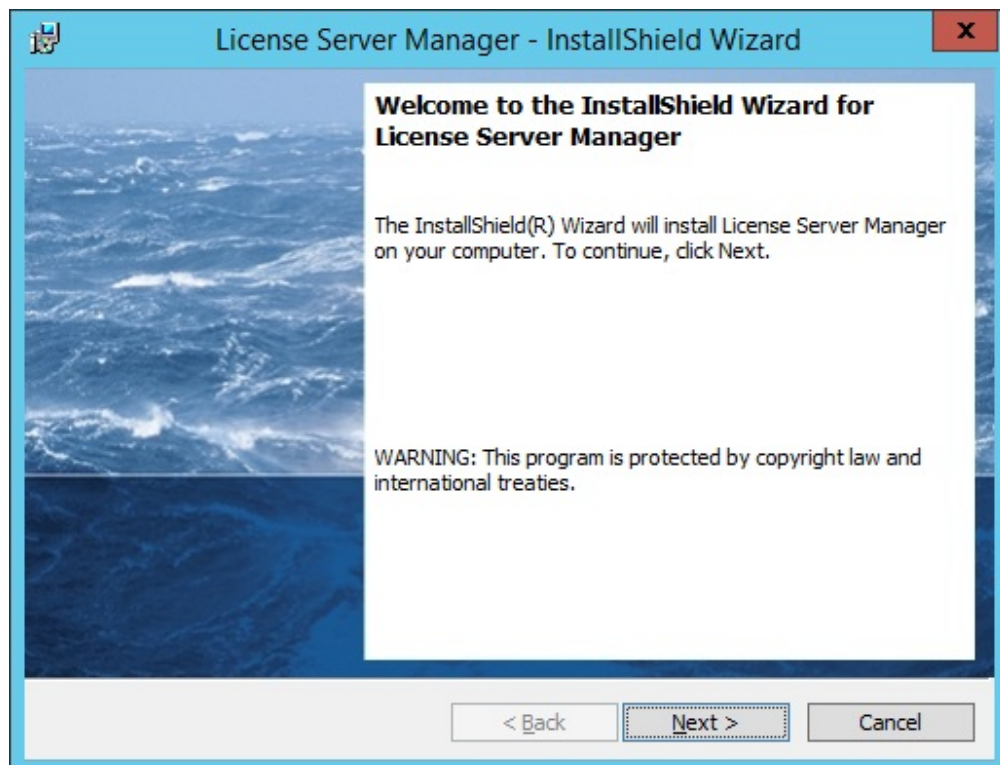 License Server Manager - InstallShield Wizard
x
Welcome to the InstallShield Wizard for
License Server Manager
The InstallShield(R) Wizard will install License Server Manager
on your computer. To continue, click Next.
WARNING: This program is protected by copyright law and
international treaties.
< Back
Next >
Cancel